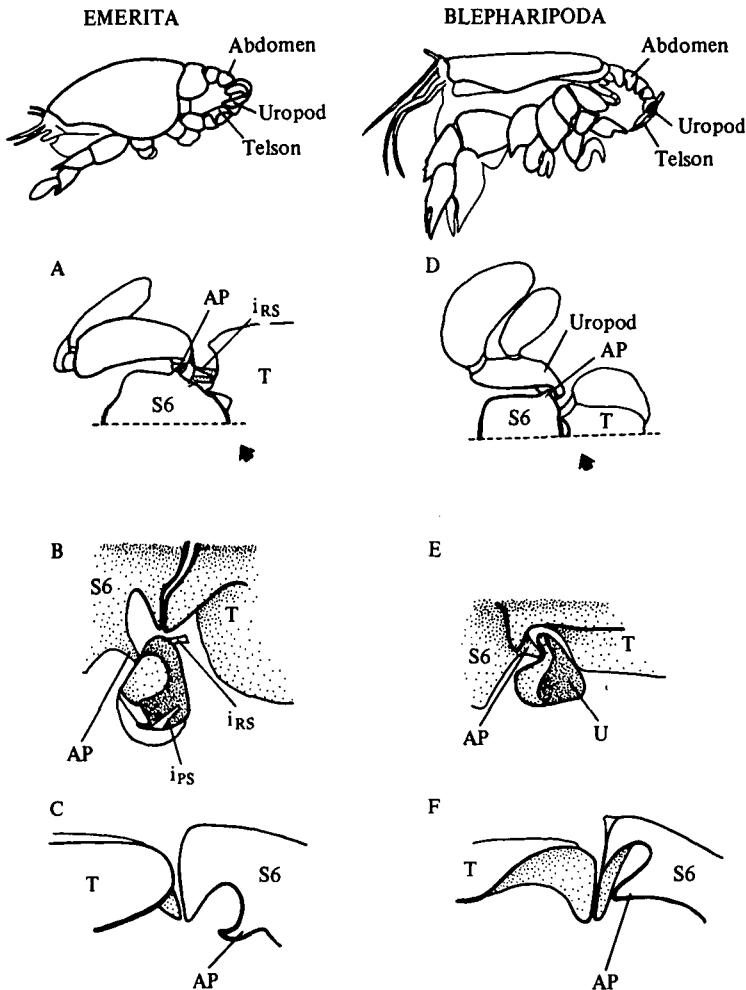 EMERITA
BLEPHARIPODA
Abdomen
Uropod
Telson
Abdomen
Uropod
Telson
A
AP
iRS
T
S6
D
Uropod
AP
S6
T
B
S6
T
AP
iRS
iPS
E
S6
T
AP
U
C
T
S6
AP
F
T
S6
AP